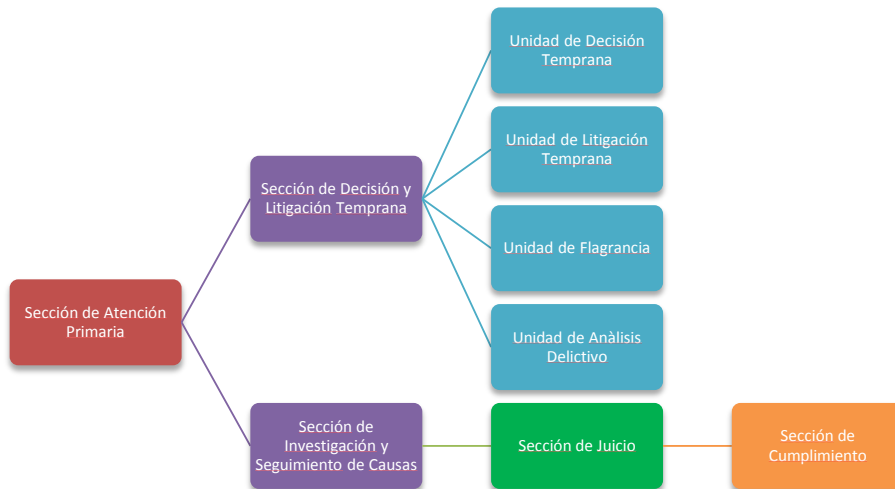 Unidad de Decisión
Temprana
Unidad de Litigación
Temprana
Sección de Decisión y
Litigación Temprana
Unidad de Flagrancia
Sección de Atención
Primaria
Unidad de Anàlisis
Delictivo
Sección de
Investigación y
Seguimiento de Causas
Sección de Juicio
Sección de
Cumplimiento